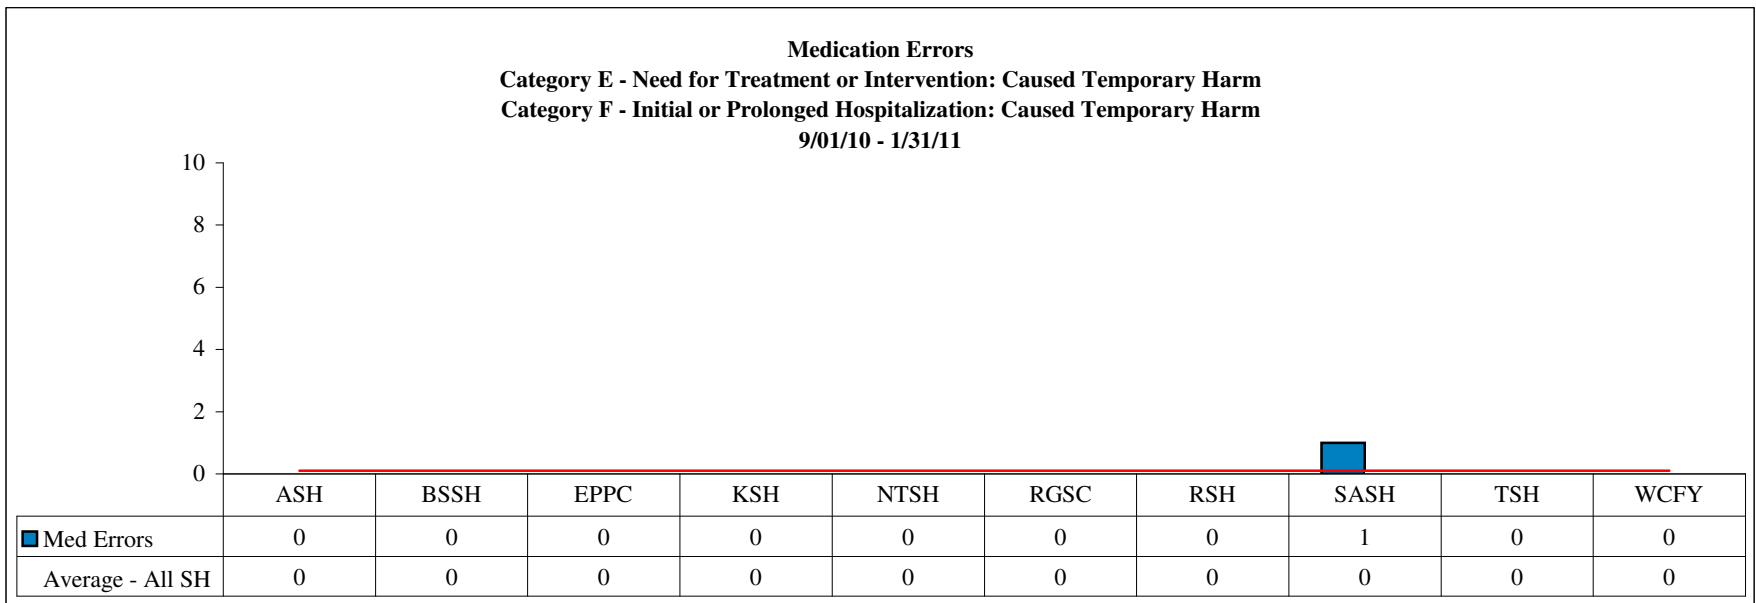 Medication Errors
Category E - Need for Treatment or Intervention: Caused Temporary Harm
Category F - Initial or Prolonged Hospitalization: Caused Temporary Harm
9/01/10 - 1/31/11
10
8
6
4
2
0
ASH BSSH EPPC KSH NTSH RGSC RSH SASH TSH WCFY
Med Errors 0 0 0 0 0 0 0 1 0 0
Average - All SH 0 0 0 0 0 0 0 0 0 0